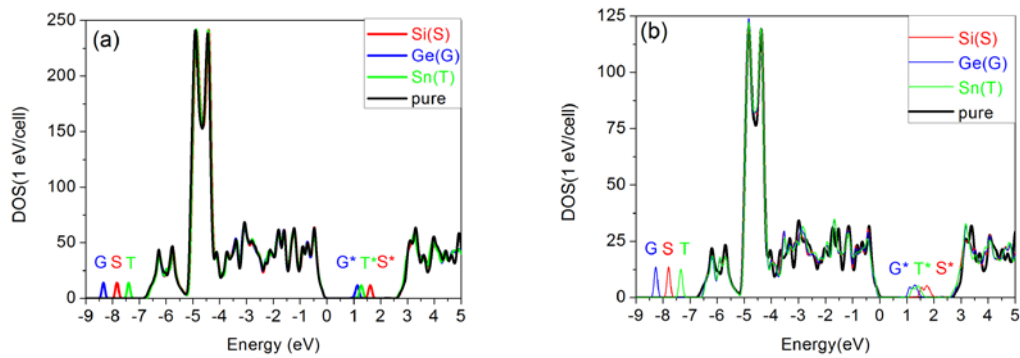 (a)
Si(S)
Ge(G)
Sn(T)
pure
DOS(1 eV/cell)
250
200
150
100
50
0
G S T
G* T* S*
-9 -8 -7 -6 -5 -4 -3 -2 -1 0 1 2 3 4 5
Energy (eV)
(b)
Si(S)
Ge(G)
Sn(T)
pure
DOS(1 eV/cell)
125
100
75
50
25
0
G S T
G* T* S*
-9 -8 -7 -6 -5 -4 -3 -2 -1 0 1 2 3 4 5
Energy(eV)